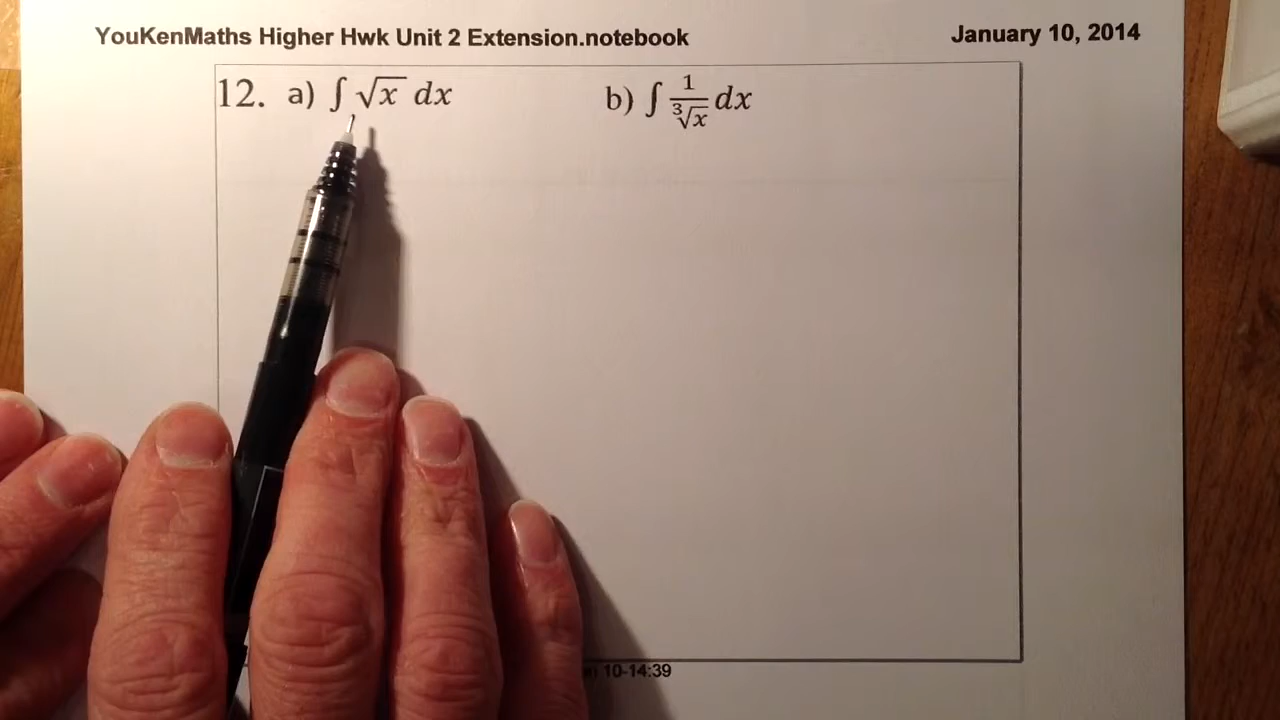 YouKenMaths Higher Hwk Unit 2 Extension.notebook January 10, 2014
12. a) ∫ √x dx b) ∫ 1/∛x dx
10-14:39